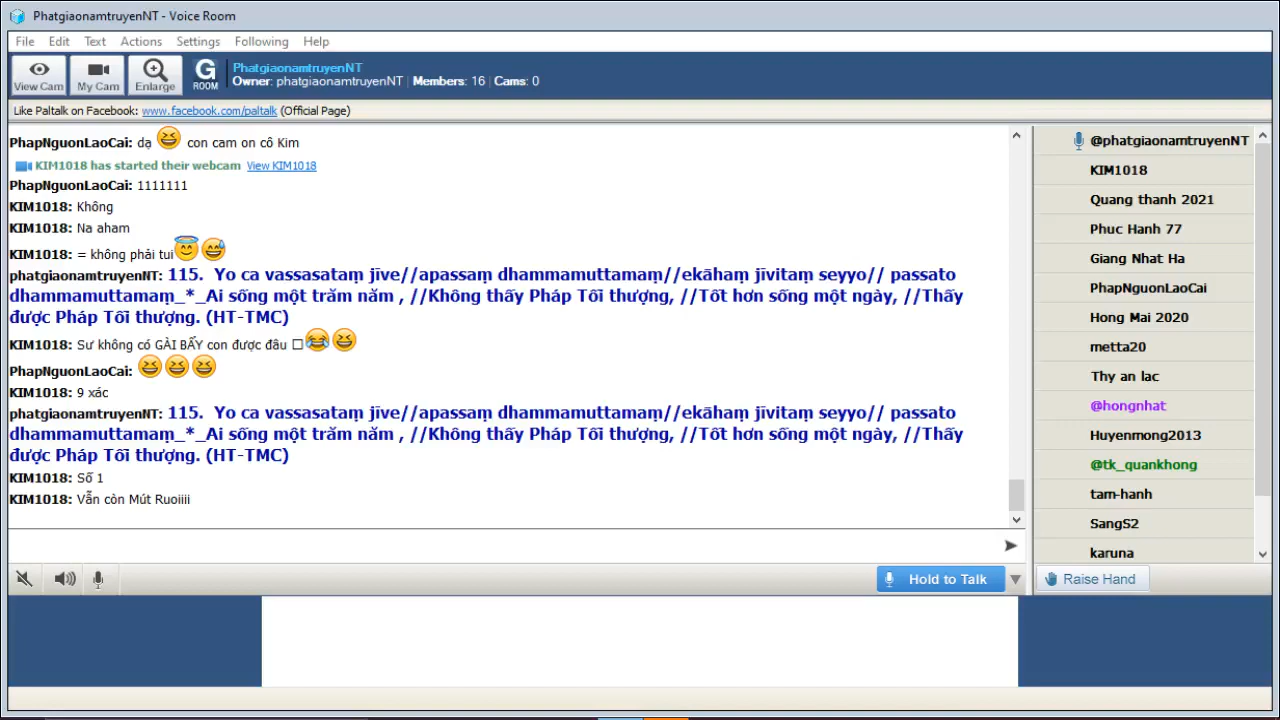 PhatgiaonamtruyenNT - Voice Room
File Edit Text Actions Settings Following Help
View Cam My Cam Enlarge G ROOM
PhatgiaonamtruyenNT
Owner: phatgiaonamtruyenNT Members: 16 Cams: 0
Like Paltalk on Facebook: www.facebook.com/paltalk (Official Page)
PhapNguonLaoCai: dạ 😆 con cam on cô Kim
KIM1018 has started their webcam View KIM1018
PhapNguonLaoCai: 1111111
KIM1018: Không
KIM1018: Na aham
KIM1018: = không phải tui😇😅
phatgiaonamtruyenNT: 115. Yo ca vassasataṃ jīve//apassaṃ dhammamuttamaṃ//ekāhaṃ jīvitaṃ seyyo// passato
dhammamuttamaṃ_*_Ai sống một trăm năm , //Không thấy Pháp Tối thượng, //Tốt hơn sống một ngày, //Thấy
được Pháp Tối thượng. (HT-TMC)
KIM1018: Sư không có GÀI BẪY con được đâu □😂😆
PhapNguonLaoCai: 😆😆😆
KIM1018: 9 xác
phatgiaonamtruyenNT: 115. Yo ca vassasataṃ jīve//apassaṃ dhammamuttamaṃ//ekāhaṃ jīvitaṃ seyyo// passato
dhammamuttamaṃ_*_Ai sống một trăm năm , //Không thấy Pháp Tối thượng, //Tốt hơn sống một ngày, //Thấy
được Pháp Tối thượng. (HT-TMC)
KIM1018: Số 1
KIM1018: Vẫn còn Mút Ruoiiii
Hold to Talk
@phatgiaonamtruyenNT
KIM1018
Quang thanh 2021
Phuc Hanh 77
Giang Nhat Ha
PhapNguonLaoCai
Hong Mai 2020
metta20
Thy an lac
@hongnhat
Huyenmong2013
@tk_quankhong
tam-hanh
SangS2
karuna
Raise Hand